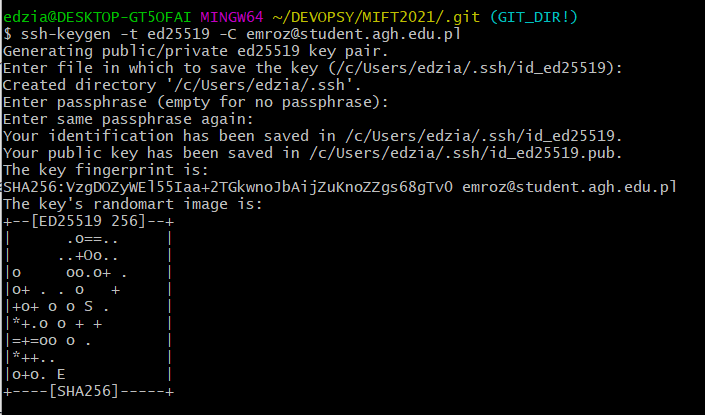 edzia@DESKTOP-GT5OFAI MINGW64 ~/DEVOPSY/MIFT2021/.git (GIT_DIR!)
$ ssh-keygen -t ed25519 -C emroz@student.agh.edu.pl
Generating public/private ed25519 key pair.
Enter file in which to save the key (/c/Users/edzia/.ssh/id_ed25519):
Created directory '/c/Users/edzia/.ssh'.
Enter passphrase (empty for no passphrase):
Enter same passphrase again:
Your identification has been saved in /c/Users/edzia/.ssh/id_ed25519.
Your public key has been saved in /c/Users/edzia/.ssh/id_ed25519.pub.
The key fingerprint is:
SHA256:VzgDOZyWEl55Iaa+2TGkwnoJbAijZuKnoZZgs68gTv0 emroz@student.agh.edu.pl
The key's randomart image is:
+--[ED25519 256]--+
|      .o==..     |
|     ..+Oo..     |
|o     oo.o+ .    |
|o+ . . o   +     |
|+o+ o o S .      |
|*+.o o + +       |
|=+=oo o .        |
|*++..            |
|o+o. E           |
+----[SHA256]-----+